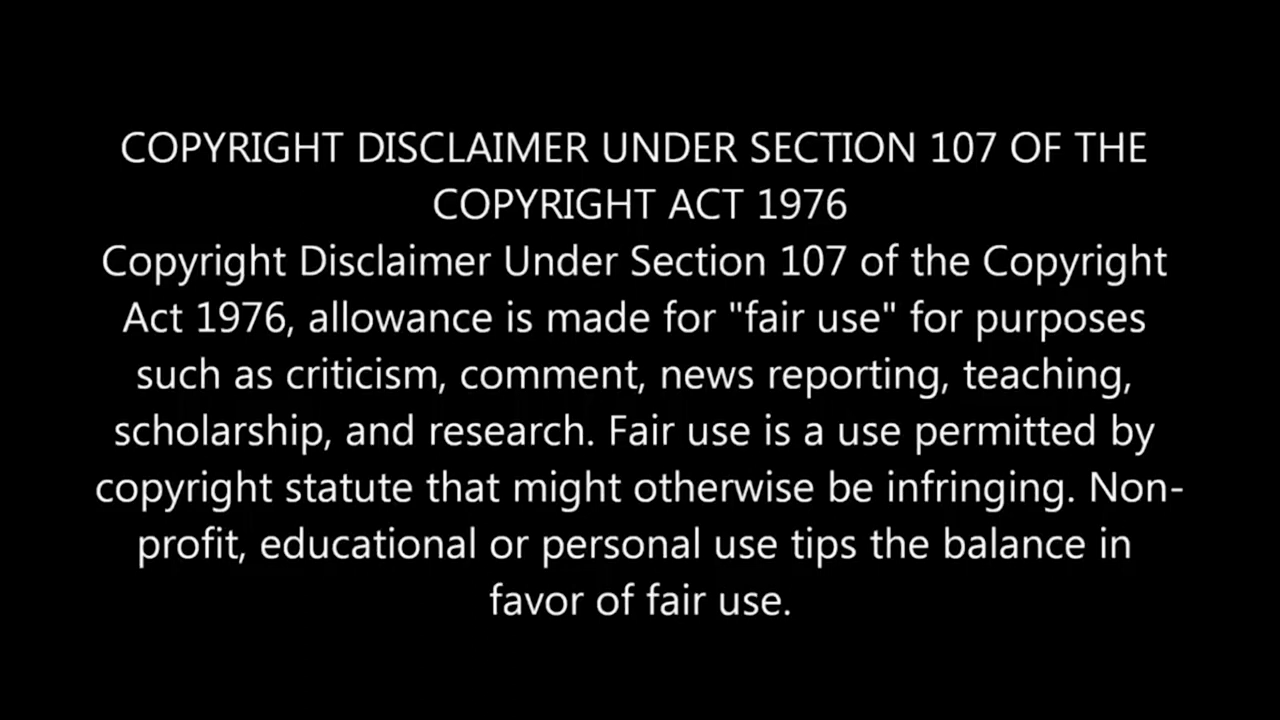 COPYRIGHT DISCLAIMER UNDER SECTION 107 OF THE
COPYRIGHT ACT 1976
Copyright Disclaimer Under Section 107 of the Copyright
Act 1976, allowance is made for "fair use" for purposes
such as criticism, comment, news reporting, teaching,
scholarship, and research. Fair use is a use permitted by
copyright statute that might otherwise be infringing. Non-
profit, educational or personal use tips the balance in
favor of fair use.